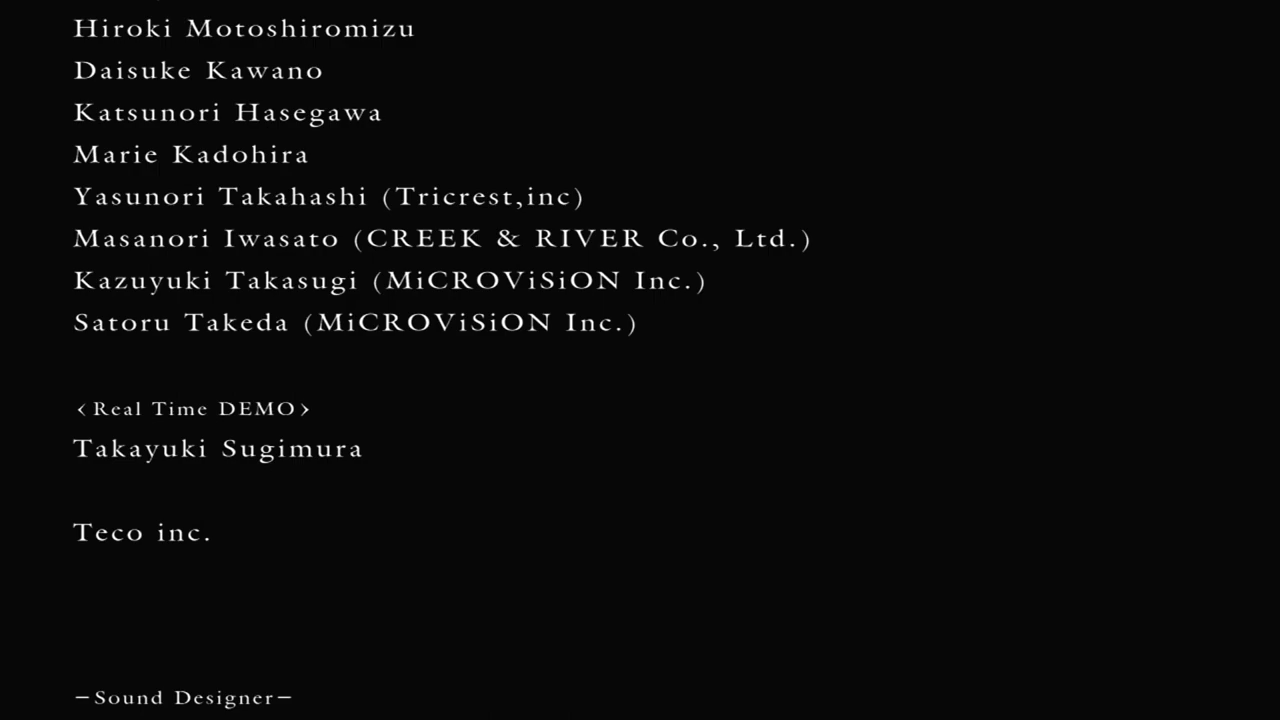 Hiroki Motoshiromizu
Daisuke Kawano
Katsunori Hasegawa
Marie Kadohira
Yasunori Takahashi (Tricrest,inc)
Masanori Iwasato (CREEK & RIVER Co., Ltd.)
Kazuyuki Takasugi (MiCROViSiON Inc.)
Satoru Takeda (MiCROViSiON Inc.)
<Real Time DEMO>
Takayuki Sugimura
Teco inc.
−Sound Designer−